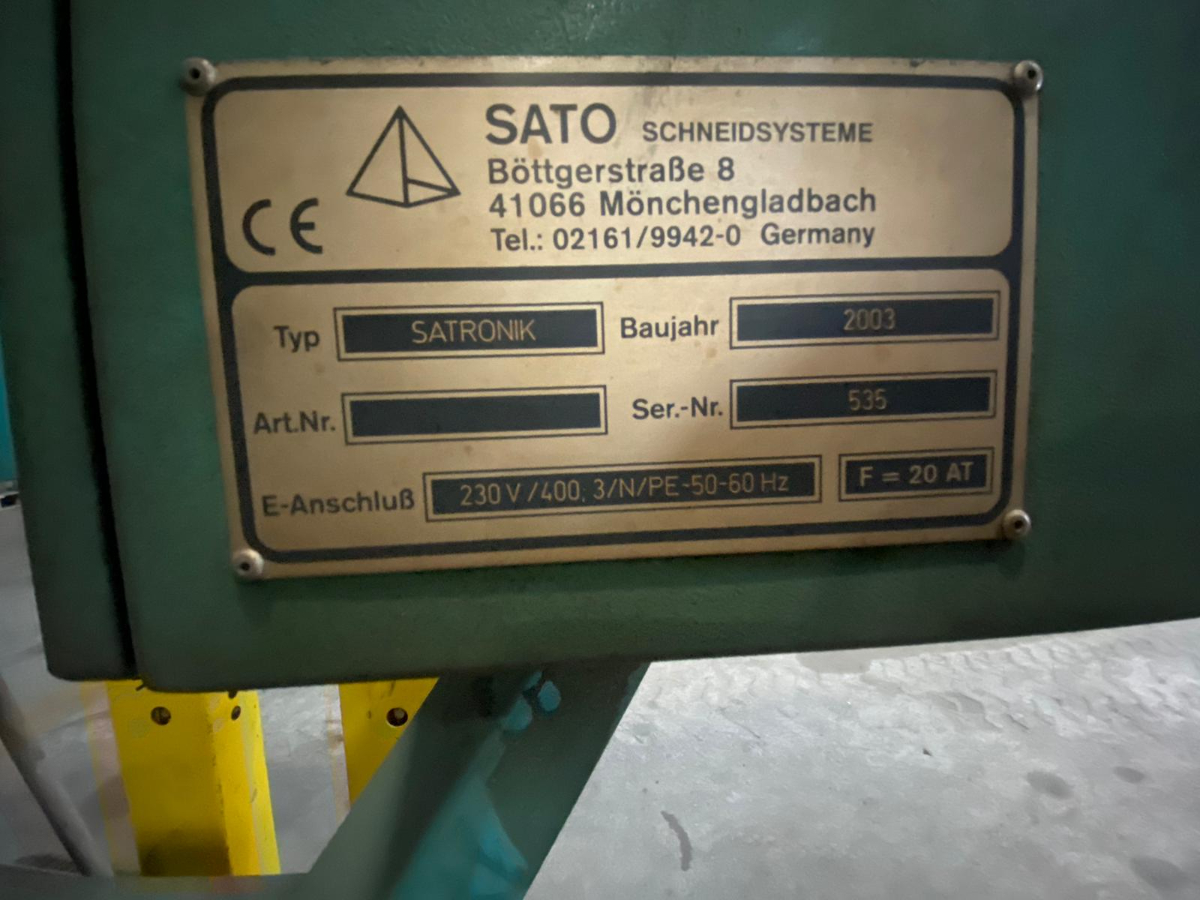 SATO SCHNEIDSYSTEME
Böttgerstraße 8
41066 Mönchengladbach
Tel.: 02161/9942-0 Germany
CE
Typ SATRONIK Baujahr 2003
Art.Nr. Ser.-Nr. 535
E-Anschluß 230 V/400, 3/N/PE-50-60 Hz F = 20 AT